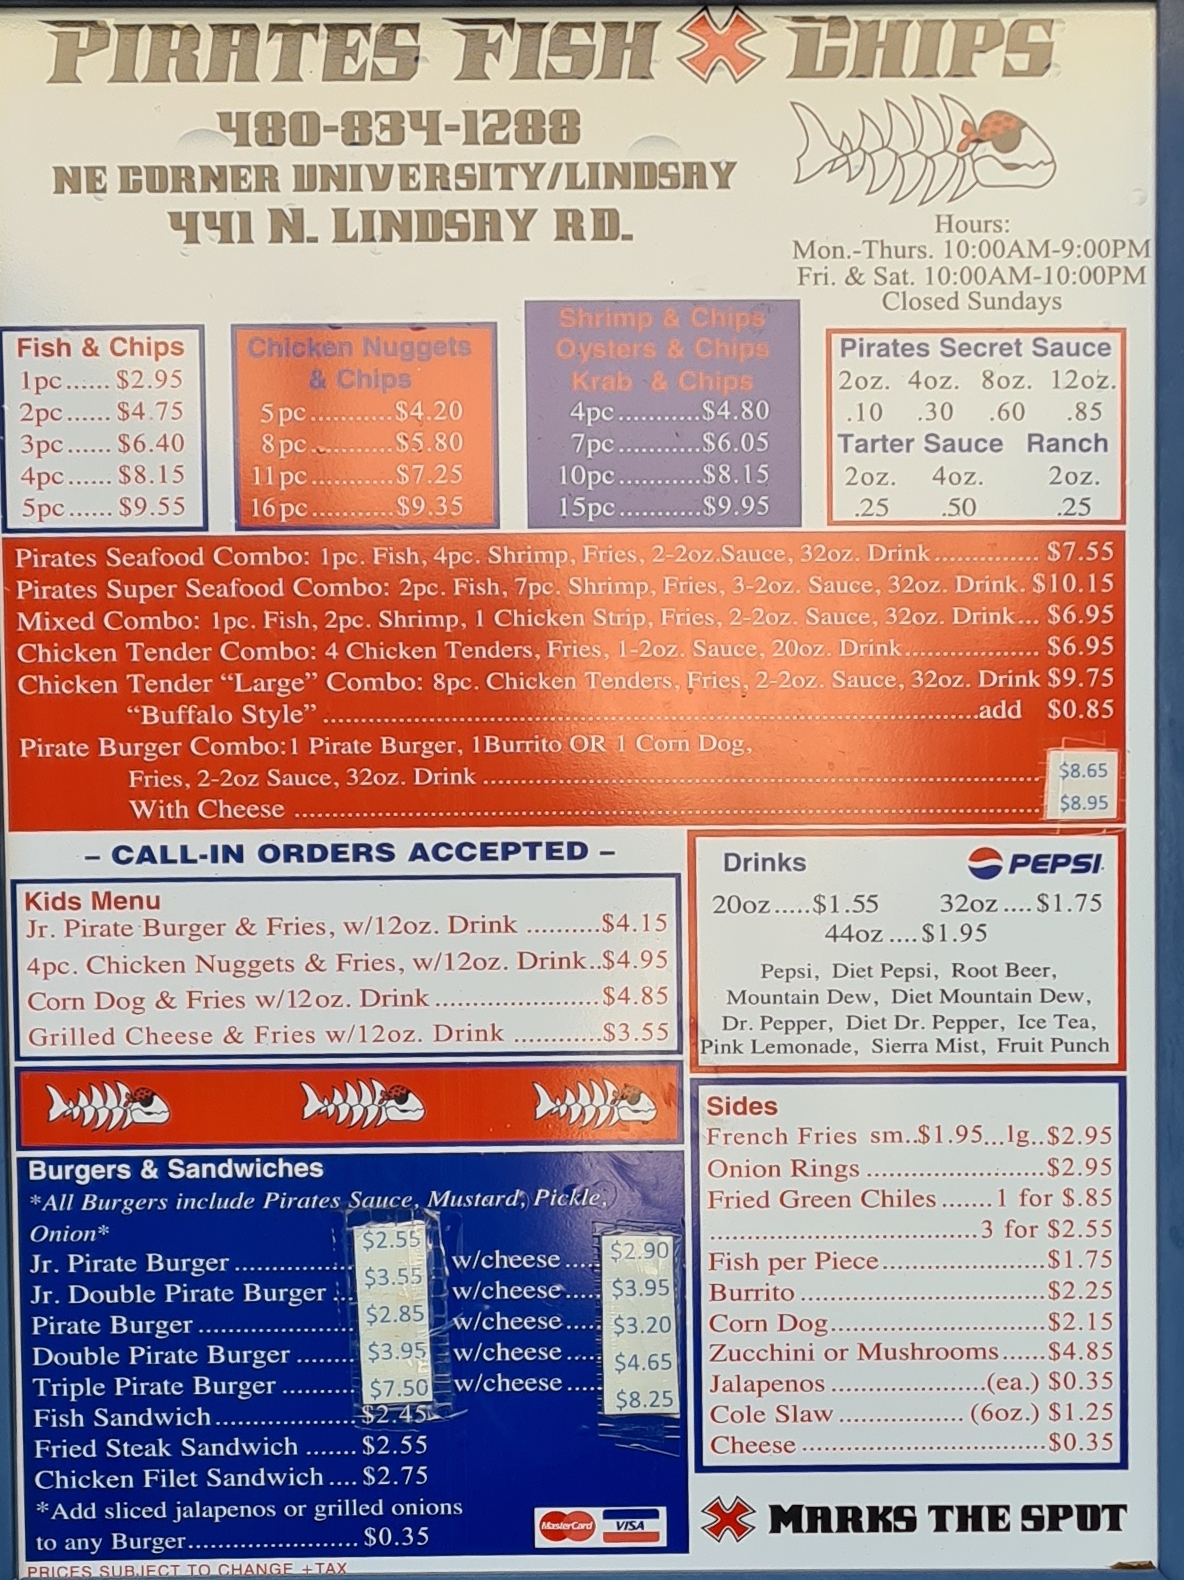 PIRATES FISH X CHIPS
480-834-1288
NE CORNER UNIVERSITY/LINDSAY
441 N. LINDSAY RD.
Hours:
Mon.-Thurs. 10:00AM-9:00PM
Fri. & Sat. 10:00AM-10:00PM
Closed Sundays
Fish & Chips
1pc...... $2.95
2pc...... $4.75
3pc...... $6.40
4pc...... $8.15
5pc...... $9.55
Chicken Nuggets
& Chips
5pc...........$4.20
8pc...........$5.80
11pc...........$7.25
16pc...........$9.35
Shrimp & Chips
Oysters & Chips
Krab & Chips
4pc...........$4.80
7pc...........$6.05
10pc...........$8.15
15pc...........$9.95
Pirates Secret Sauce
2oz. 4oz. 8oz. 12oz.
.10 .30 .60 .85
Tarter Sauce Ranch
2oz. 4oz. 2oz.
.25 .50 .25
Pirates Seafood Combo: 1pc. Fish, 4pc. Shrimp, Fries, 2-2oz.Sauce, 32oz. Drink.............. $7.55
Pirates Super Seafood Combo: 2pc. Fish, 7pc. Shrimp, Fries, 3-2oz. Sauce, 32oz. Drink. $10.15
Mixed Combo: 1pc. Fish, 2pc. Shrimp, 1 Chicken Strip, Fries, 2-2oz. Sauce, 32oz. Drink... $6.95
Chicken Tender Combo: 4 Chicken Tenders, Fries, 1-2oz. Sauce, 20oz. Drink.................. $6.95
Chicken Tender “Large” Combo: 8pc. Chicken Tenders, Fries, 2-2oz. Sauce, 32oz. Drink $9.75
“Buffalo Style” ........................................................................add $0.85
Pirate Burger Combo:1 Pirate Burger, 1Burrito OR 1 Corn Dog,
Fries, 2-2oz Sauce, 32oz. Drink ............................................................ $8.65
With Cheese ................................................................................ $8.95
– CALL-IN ORDERS ACCEPTED –
Kids Menu
Jr. Pirate Burger & Fries, w/12oz. Drink ..........$4.15
4pc. Chicken Nuggets & Fries, w/12oz. Drink..$4.95
Corn Dog & Fries w/12oz. Drink......................$4.85
Grilled Cheese & Fries w/12oz. Drink ............$3.55
Drinks PEPSI
20oz.....$1.55 32oz....$1.75
44oz....$1.95
Pepsi, Diet Pepsi, Root Beer,
Mountain Dew, Diet Mountain Dew,
Dr. Pepper, Diet Dr. Pepper, Ice Tea,
Pink Lemonade, Sierra Mist, Fruit Punch
Burgers & Sandwiches
*All Burgers include Pirates Sauce, Mustard, Pickle,
Onion*
Jr. Pirate Burger ............... $2.55 w/cheese .... $2.90
Jr. Double Pirate Burger ... $3.55 w/cheese .... $3.95
Pirate Burger .................... $2.85 w/cheese .... $3.20
Double Pirate Burger ........ $3.95 w/cheese .... $4.65
Triple Pirate Burger .......... $7.50 w/cheese .... $8.25
Fish Sandwich....................$2.45
Fried Steak Sandwich .......$2.55
Chicken Filet Sandwich ....$2.75
*Add sliced jalapenos or grilled onions
to any Burger........................ $0.35
MasterCard VISA
Sides
French Fries sm..$1.95...lg..$2.95
Onion Rings.........................$2.95
Fried Green Chiles.......1 for $.85
......................................3 for $2.55
Fish per Piece.......................$1.75
Burrito ...................................$2.25
Corn Dog..............................$2.15
Zucchini or Mushrooms......$4.85
Jalapenos ......................(ea.) $0.35
Cole Slaw .................. (6oz.) $1.25
Cheese ..................................$0.35
X MARKS THE SPOT
PRICES SUBJECT TO CHANGE +TAX